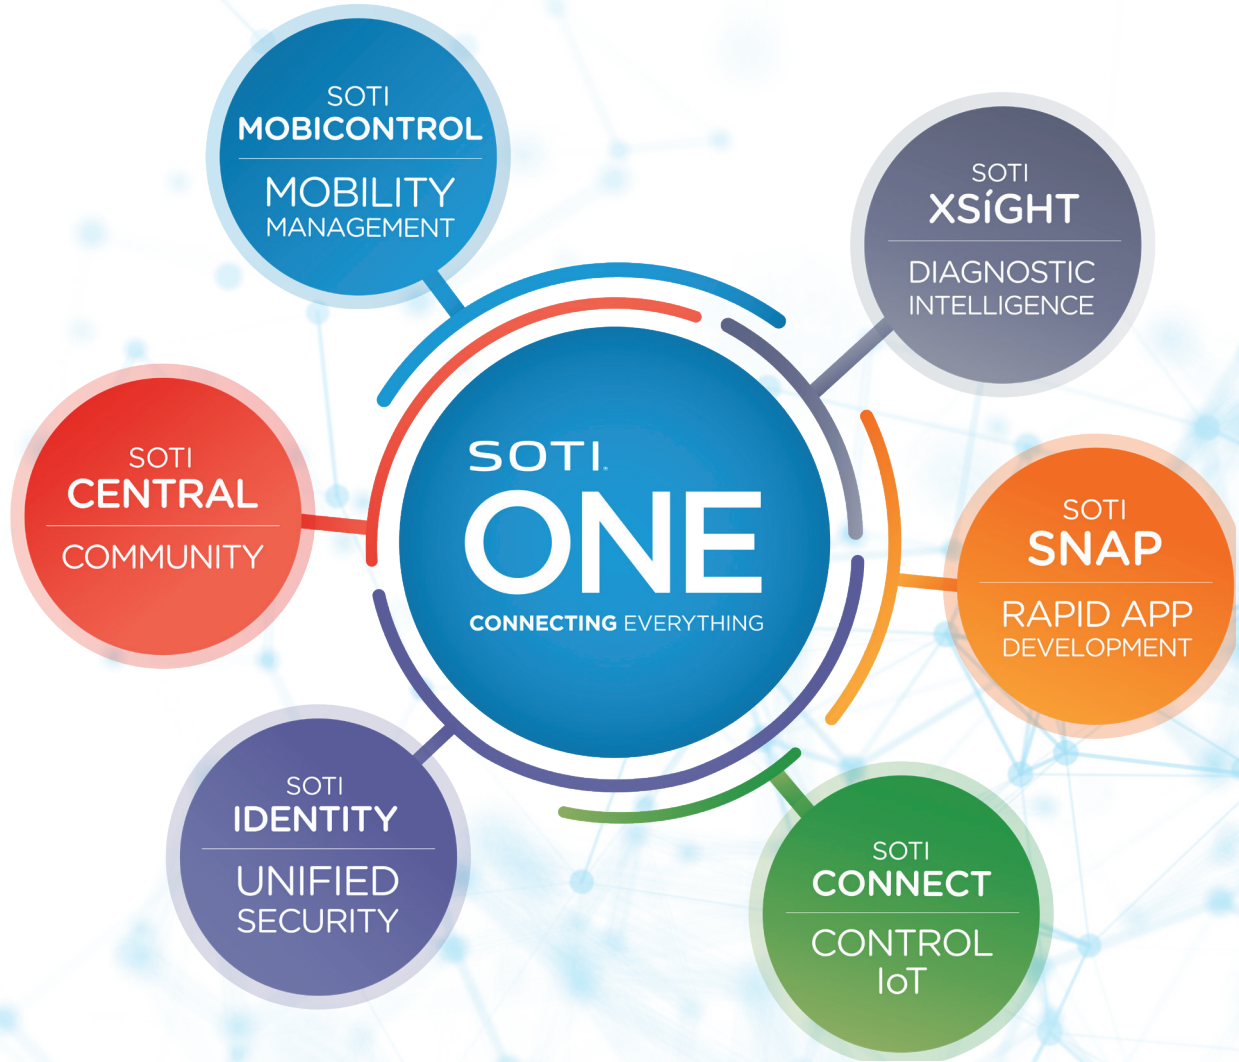 SOTI
MOBICONTROL
MOBILITY
MANAGEMENT
SOTI
XSíGHT
DIAGNOSTIC
INTELLIGENCE
SOTI
CENTRAL
COMMUNITY
SOTI.
ONE
CONNECTING EVERYTHING
SOTI
SNAP
RAPID APP
DEVELOPMENT
SOTI
IDENTITY
UNIFIED
SECURITY
SOTI
CONNECT
CONTROL
IoT